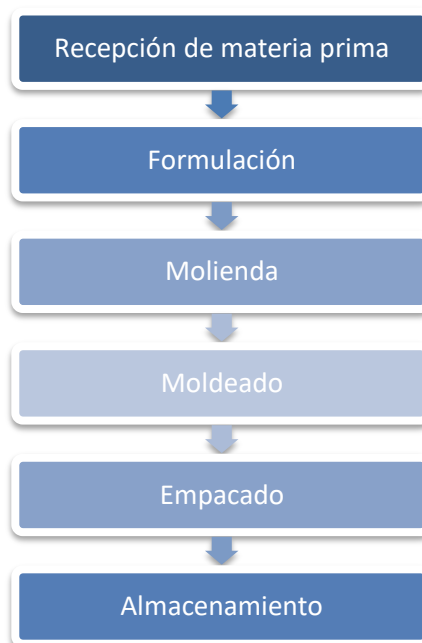 Recepción de materia prima
Formulación
Molienda
Moldeado
Empacado
Almacenamiento